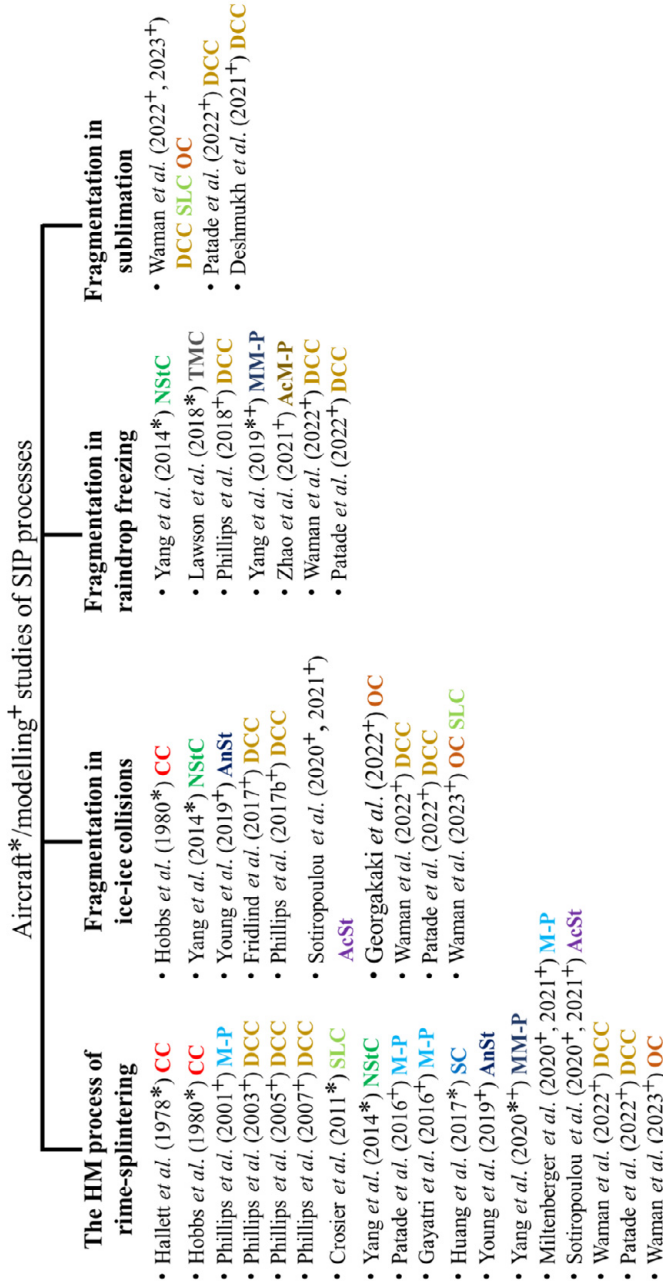 Aircraft*/modelling+ studies of SIP processes
The HM process of
rime-splintering
• Hallett et al. (1978*) CC
• Hobbs et al. (1980*) CC
• Phillips et al. (2001+) M-P
• Phillips et al. (2003+) DCC
• Phillips et al. (2005+) DCC
• Phillips et al. (2007+) DCC
• Crosier et al. (2011*) SLC
• Yang et al. (2014*) NStC
• Patade et al. (2016+) M-P
• Gayatri et al. (2016+) M-P
• Huang et al. (2017*) SC
• Young et al. (2019+) AnSt
• Yang et al. (2020*+) MM-P
• Miltenberger et al. (2020+, 2021+) M-P
• Sotiropoulou et al. (2020+, 2021+) AcSt
• Waman et al. (2022+) DCC
• Patade et al. (2022+) DCC
• Waman et al. (2023+) OC
Fragmentation in
ice-ice collisions
• Hobbs et al. (1980*) CC
• Yang et al. (2014*) NStC
• Young et al. (2019+) AnSt
• Fridlind et al. (2017+) DCC
• Phillips et al. (2017b+) DCC
• Sotiropoulou et al. (2020+, 2021+)
AcSt
• Georgakaki et al. (2022+) OC
• Waman et al. (2022+) DCC
• Patade et al. (2022+) DCC
• Waman et al. (2023+) OC SLC
Fragmentation in
raindrop freezing
• Yang et al. (2014*) NStC
• Lawson et al. (2018*) TMC
• Phillips et al. (2018+) DCC
• Yang et al. (2019*+) MM-P
• Zhao et al. (2021+) AcM-P
• Waman et al. (2022+) DCC
• Patade et al. (2022+) DCC
Fragmentation in
sublimation
• Waman et al. (2022+, 2023+)
DCC SLC OC
• Patade et al. (2022+) DCC
• Deshmukh et al. (2021+) DCC